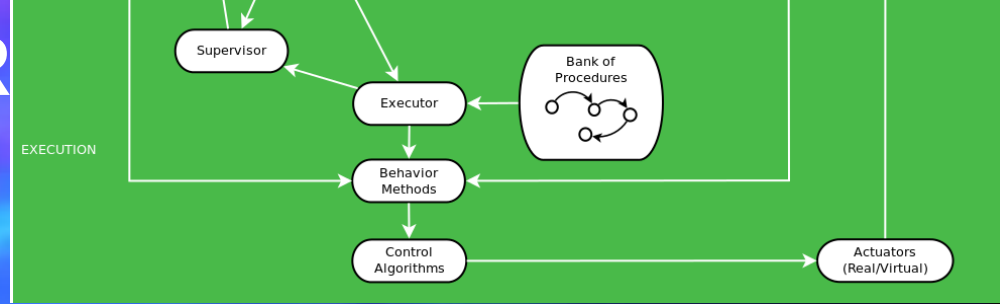 Supervisor
Bank of
Procedures
Executor
EXECUTION
Behavior
Methods
Control
Algorithms
Actuators
(Real/Virtual)